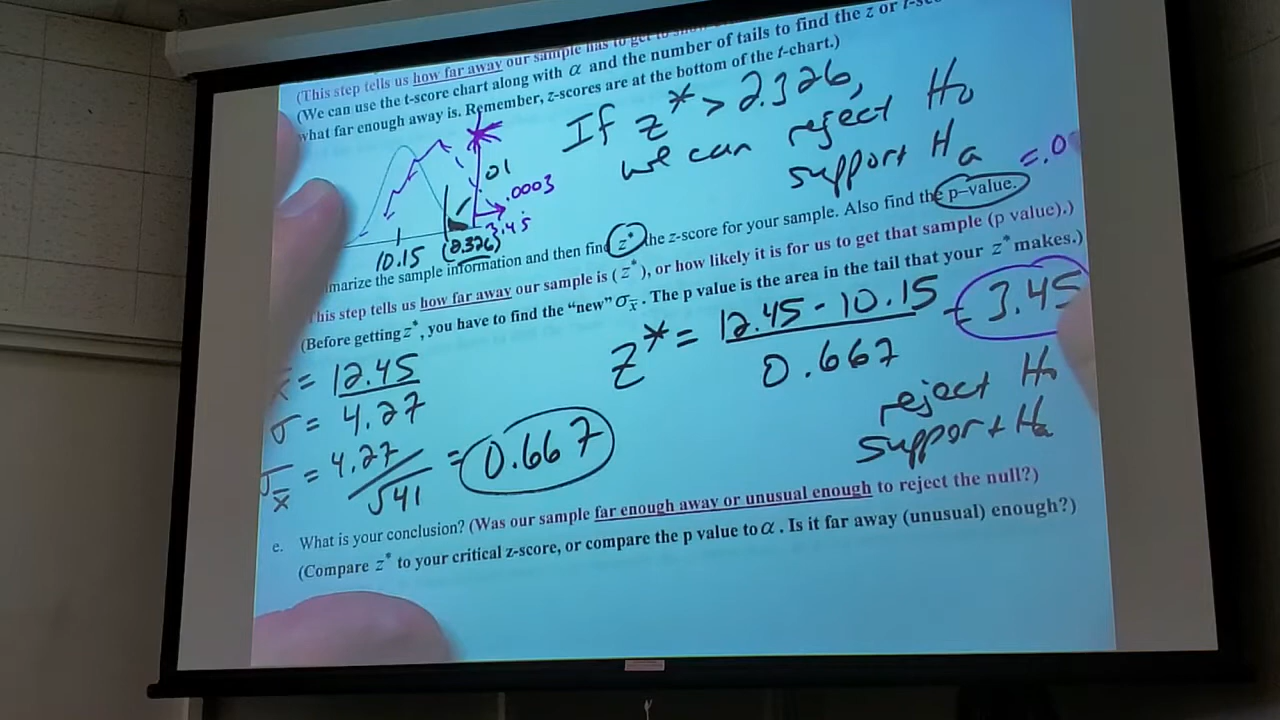 (This step tells us how far away our sample has to get to
(We can use the t-score chart along with α and the number of tails to find the z or t-
what far enough away is. Remember, z-scores are at the bottom of the t-chart.)
If z* > 2.326,
we can reject H₀
support Hₐ
.01
.0003
3.45
10.15
=.0
marize the sample information and then find z* the z-score for your sample. Also find the p–value.
This step tells us how far away our sample is (z*), or how likely it is for us to get that sample (p value).)
(Before getting z*, you have to find the “new” σx̄. The p value is the area in the tail that your z* makes.)
x̄ = 12.45
σ = 4.27
σx̄ = 4.27/√41 = 0.667
z* = 12.45 - 10.15 / 0.667 = 3.45
reject H₀
support Hₐ
e. What is your conclusion? (Was our sample far enough away or unusual enough to reject the null?)
(Compare z* to your critical z-score, or compare the p value to α. Is it far away (unusual) enough?)